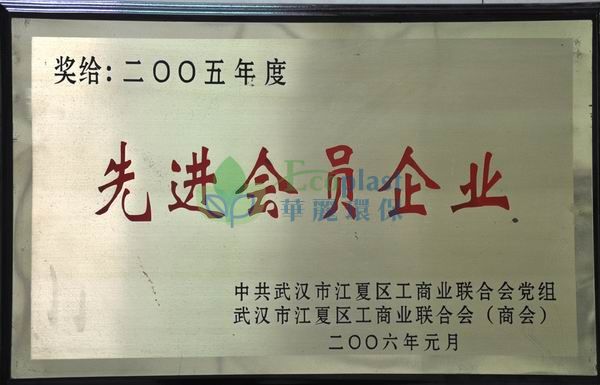 奖给：二〇〇五年度
先进会员企业
Ecoplast
華麗環保
中共武汉市江夏区工商业联合会党组
武汉市江夏区工商业联合会（商会）
二〇〇六年元月